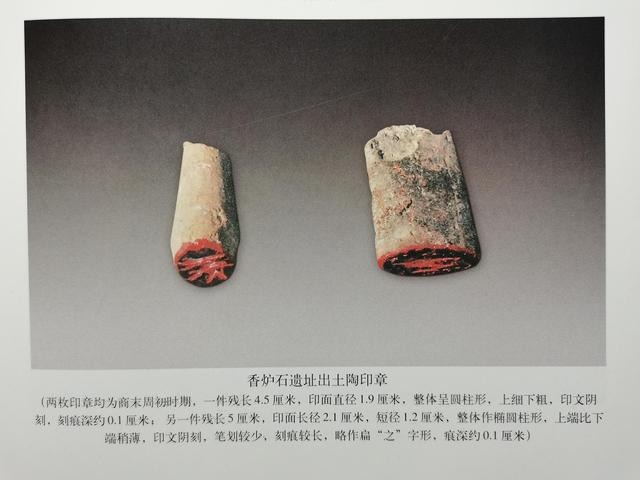 香炉石遗址出土陶印章
(两枚印章均为商末周初时期，一件残长 4.5 厘米，印面直径 1.9 厘米，整体呈圆柱形，上细下粗，印文阴
刻，刻痕深约 0.1 厘米；另一件残长 5 厘米，印面长径 2.1 厘米，短径 1.2 厘米，整体作椭圆柱形，上端比下
端稍薄，印文阴刻，笔划较少，刻痕较长，略作扁“之”字形，痕深约 0.1 厘米)